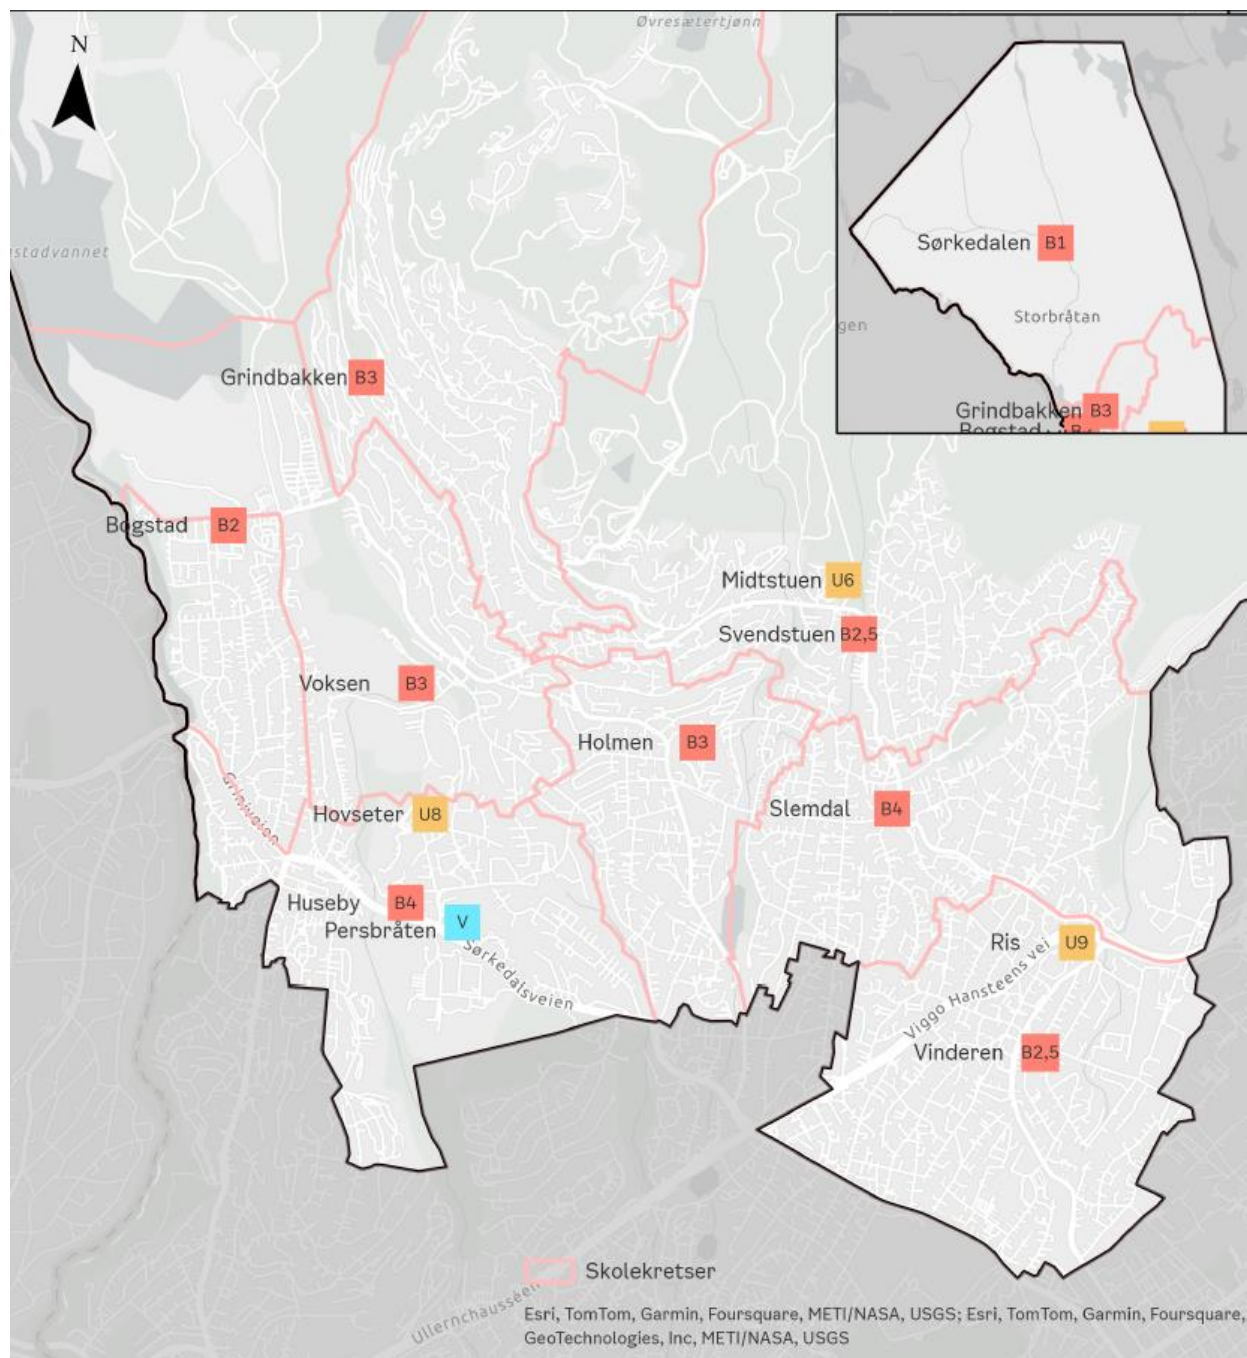 Øvresætertjønn
N
Sørkedalen B1
stadvannet
Storbråtan
gen
Grindbakken B3
Grindbakken B3
Bogstad
Bogstad B2
Midtstuen U6
Svendstuen B2,5
Voksen B3
Holmen B3
Griniveien
Hovseter U8
Slemdal B4
Huseby B4
Persbråten V
Sørkedalsveien
Ris U9
Viggo Hansteens vei
Vinderen B2,5
Skolekretser
Ullernchausséen
Esri, TomTom, Garmin, Foursquare, METI/NASA, USGS; Esri, TomTom, Garmin, Foursquare,
GeoTechnologies, Inc, METI/NASA, USGS